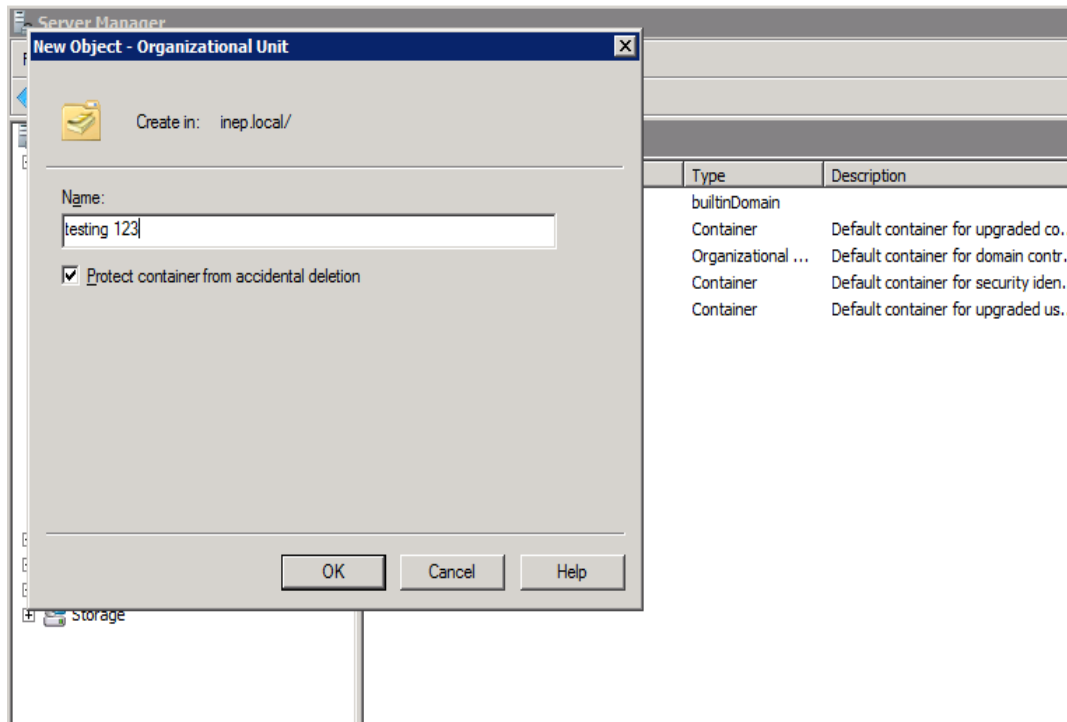 Server Manager
New Object - Organizational Unit
Create in: inep.local/
Name:
testing 123
Protect container from accidental deletion
OK Cancel Help
Type Description
builtinDomain
Container Default container for upgraded co..
Organizational ... Default container for domain contr.
Container Default container for security iden.
Container Default container for upgraded us..
Storage